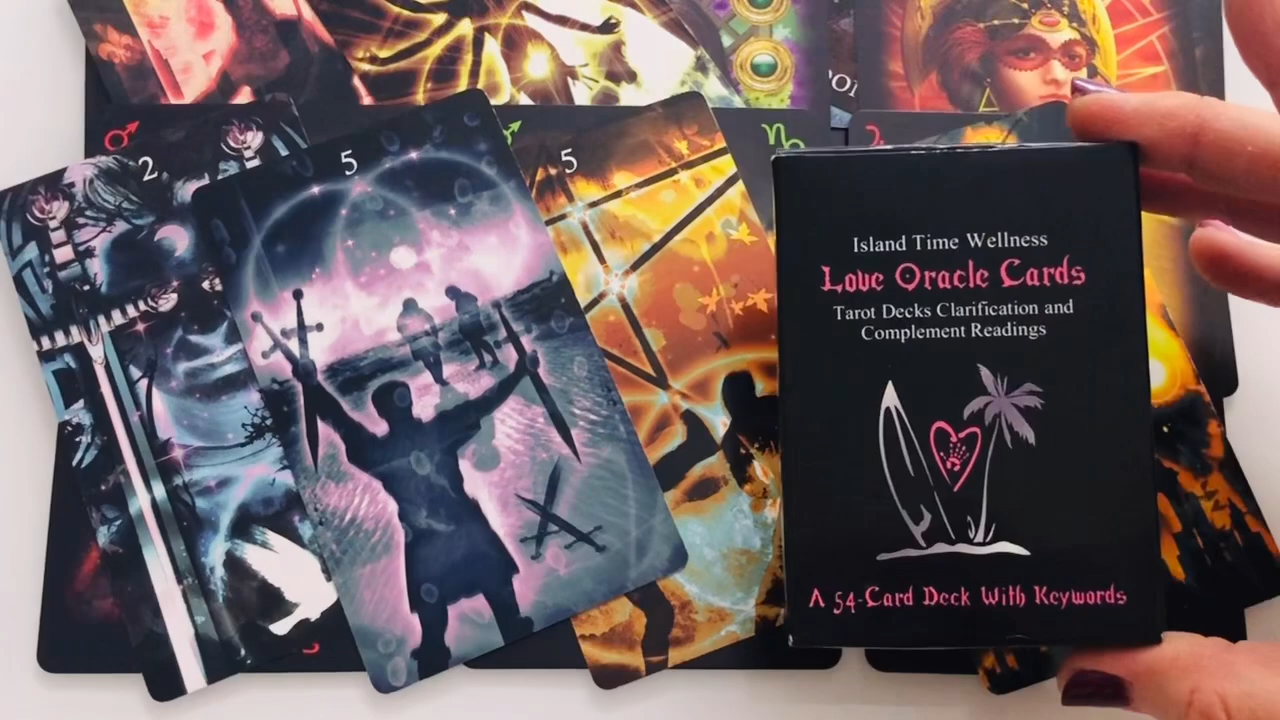 2
5
5
Island Time Wellness
Love Oracle Cards
Tarot Decks Clarification and
Complement Readings
A 54-Card Deck With Keywords